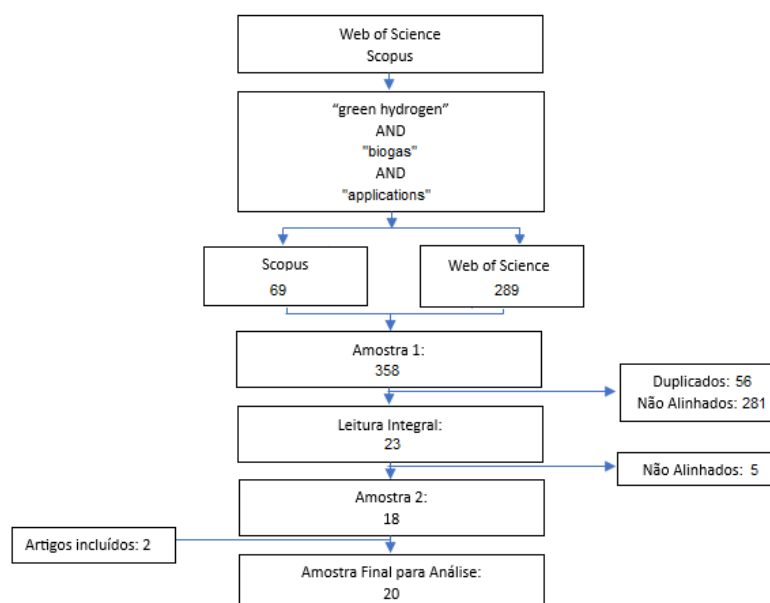 Web of Science
Scopus
“green hydrogen”
AND
"biogas"
AND
"applications"
Scopus
69
Web of Science
289
Amostra 1:
358
Duplicados: 56
Não Alinhados: 281
Leitura Integral:
23
Não Alinhados: 5
Amostra 2:
18
Artigos incluídos: 2
Amostra Final para Análise:
20